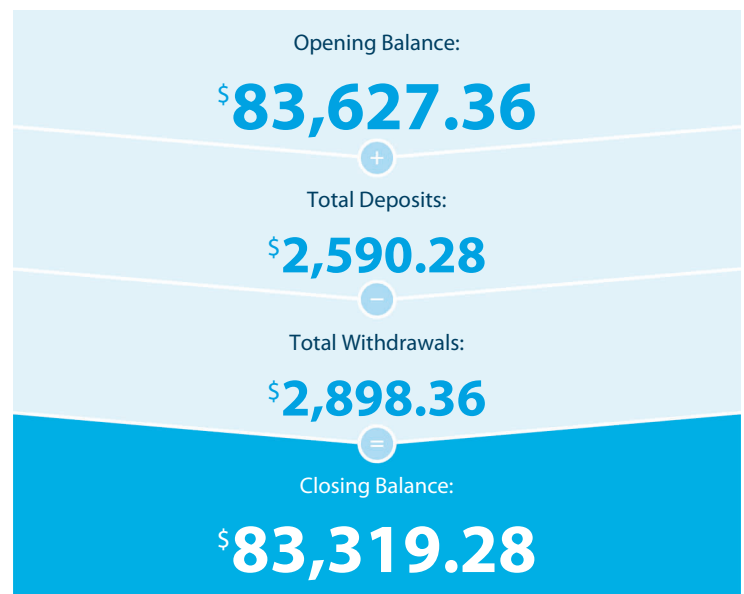 Opening Balance:
$83,627.36
+
Total Deposits:
$2,590.28
−
Total Withdrawals:
$2,898.36
=
Closing Balance:
$83,319.28